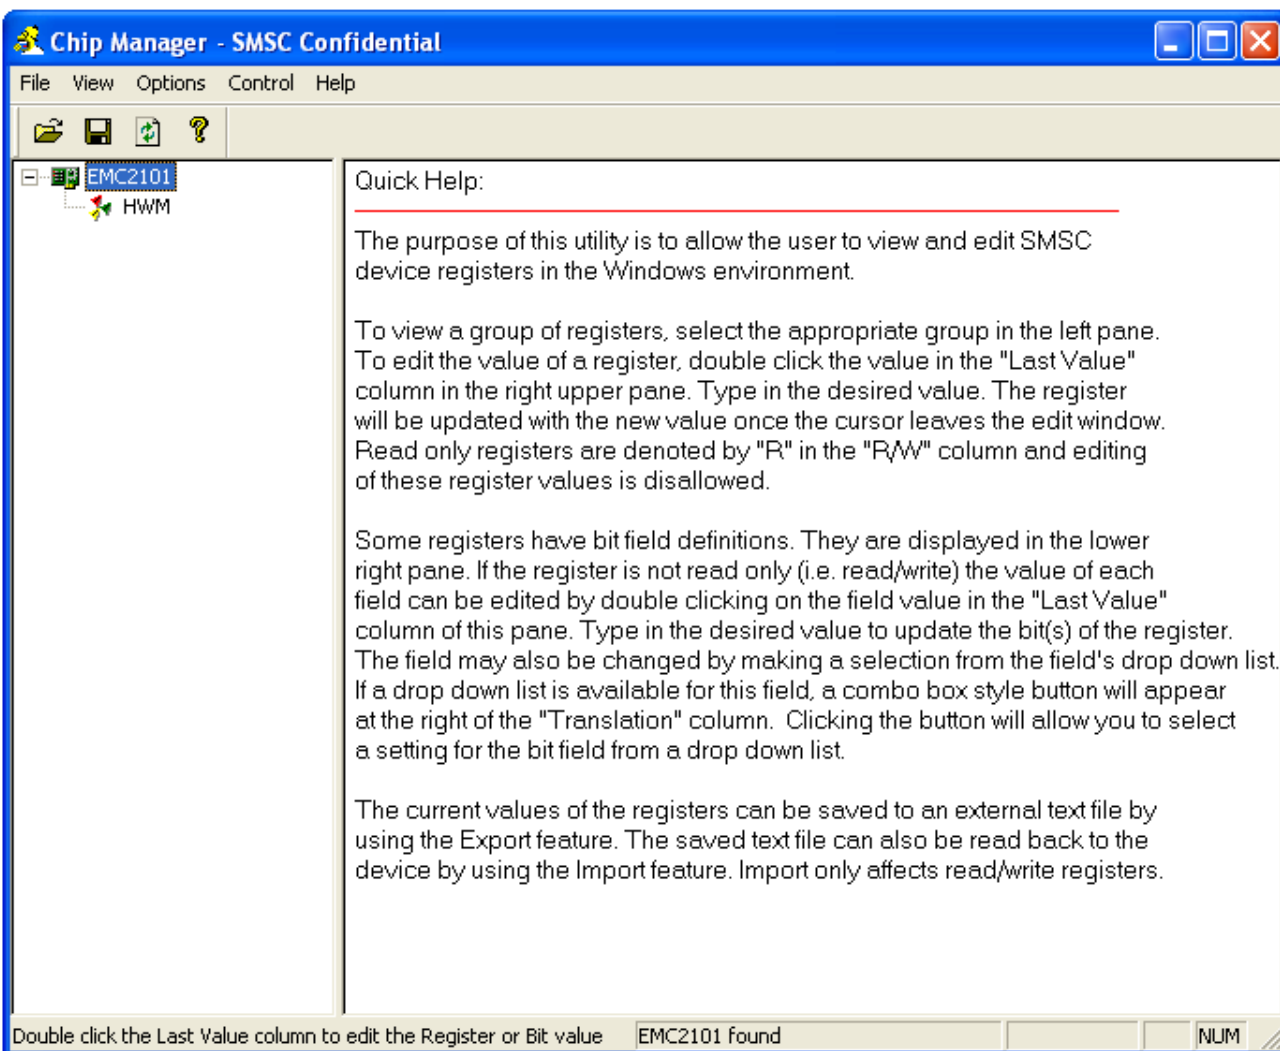 Chip Manager - SMSC Confidential
File View Options Control Help
EMC2101
HWM
Quick Help:
The purpose of this utility is to allow the user to view and edit SMSC
device registers in the Windows environment.
To view a group of registers, select the appropriate group in the left pane.
To edit the value of a register, double click the value in the "Last Value"
column in the right upper pane. Type in the desired value. The register
will be updated with the new value once the cursor leaves the edit window.
Read only registers are denoted by "R" in the "R/W" column and editing
of these register values is disallowed.
Some registers have bit field definitions. They are displayed in the lower
right pane. If the register is not read only (i.e. read/write) the value of each
field can be edited by double clicking on the field value in the "Last Value"
column of this pane. Type in the desired value to update the bit(s) of the register.
The field may also be changed by making a selection from the field's drop down list.
If a drop down list is available for this field, a combo box style button will appear
at the right of the "Translation" column.  Clicking the button will allow you to select
a setting for the bit field from a drop down list.
The current values of the registers can be saved to an external text file by
using the Export feature. The saved text file can also be read back to the
device by using the Import feature. Import only affects read/write registers.
Double click the Last Value column to edit the Register or Bit value
EMC2101 found
NUM